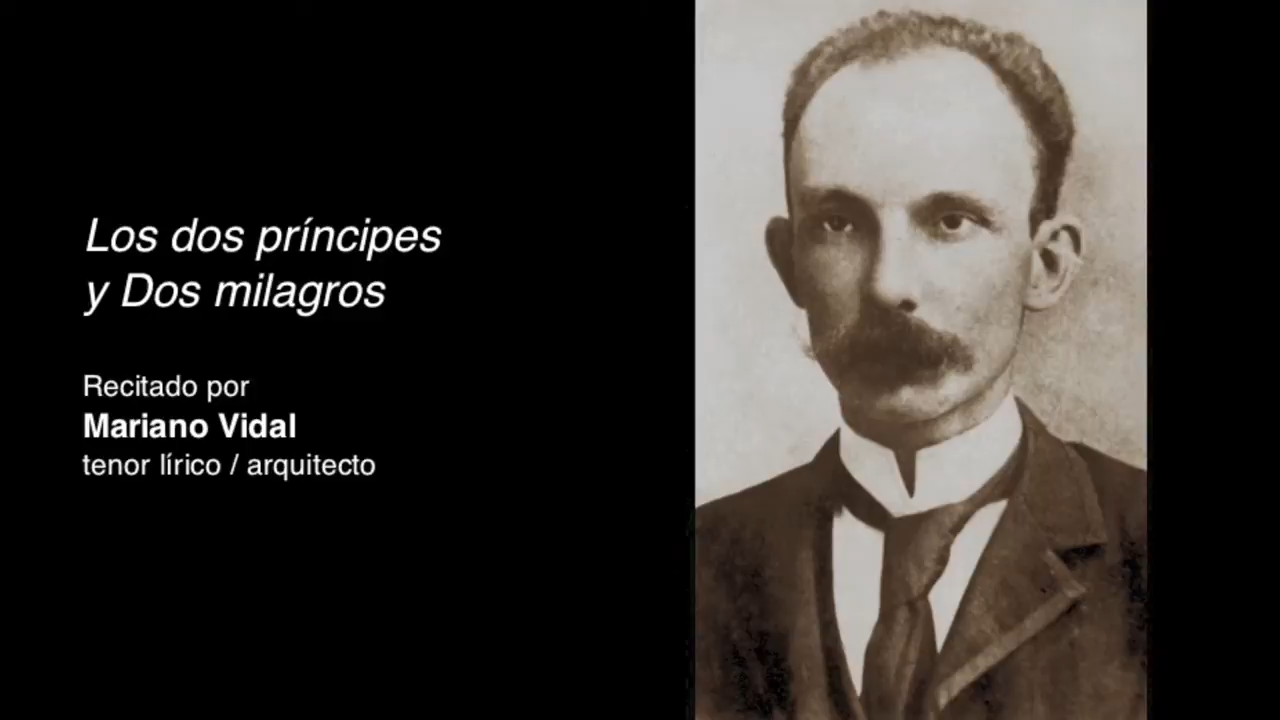 Los dos príncipes
y Dos milagros
Recitado por
Mariano Vidal
tenor lírico / arquitecto